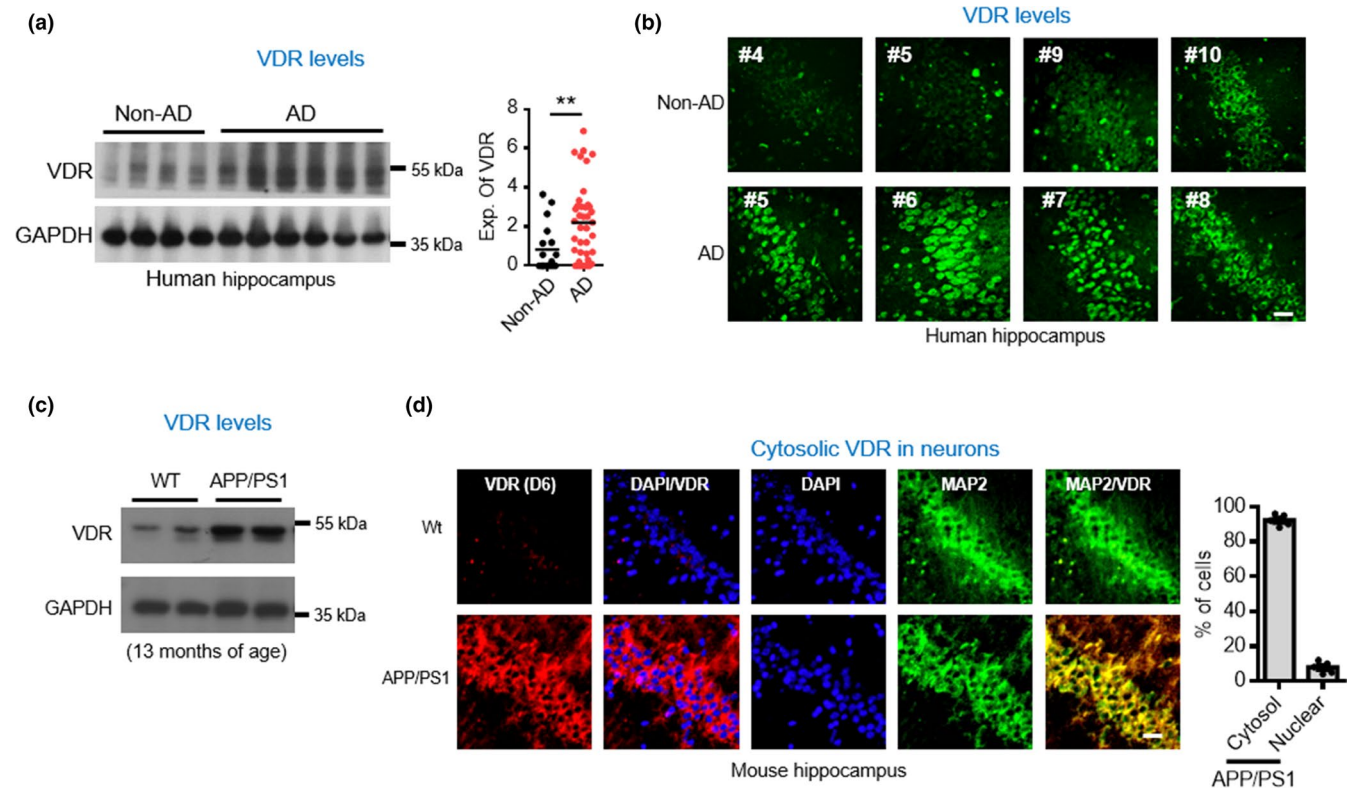 (a)
VDR levels
Non-AD AD
VDR
55 kDa
GAPDH
35 kDa
Human hippocampus
**
Exp. Of VDR
8
6
4
2
0
Non-AD
AD
(b)
VDR levels
Non-AD
#4 #5 #9 #10
AD
#5 #6 #7 #8
Human hippocampus
(c)
VDR levels
WT APP/PS1
VDR
55 kDa
GAPDH
35 kDa
(13 months of age)
(d)
Cytosolic VDR in neurons
VDR (D6) DAPI/VDR DAPI MAP2 MAP2/VDR
Wt
APP/PS1
Mouse hippocampus
% of cells
100
80
60
40
20
0
Cytosol
Nuclear
APP/PS1